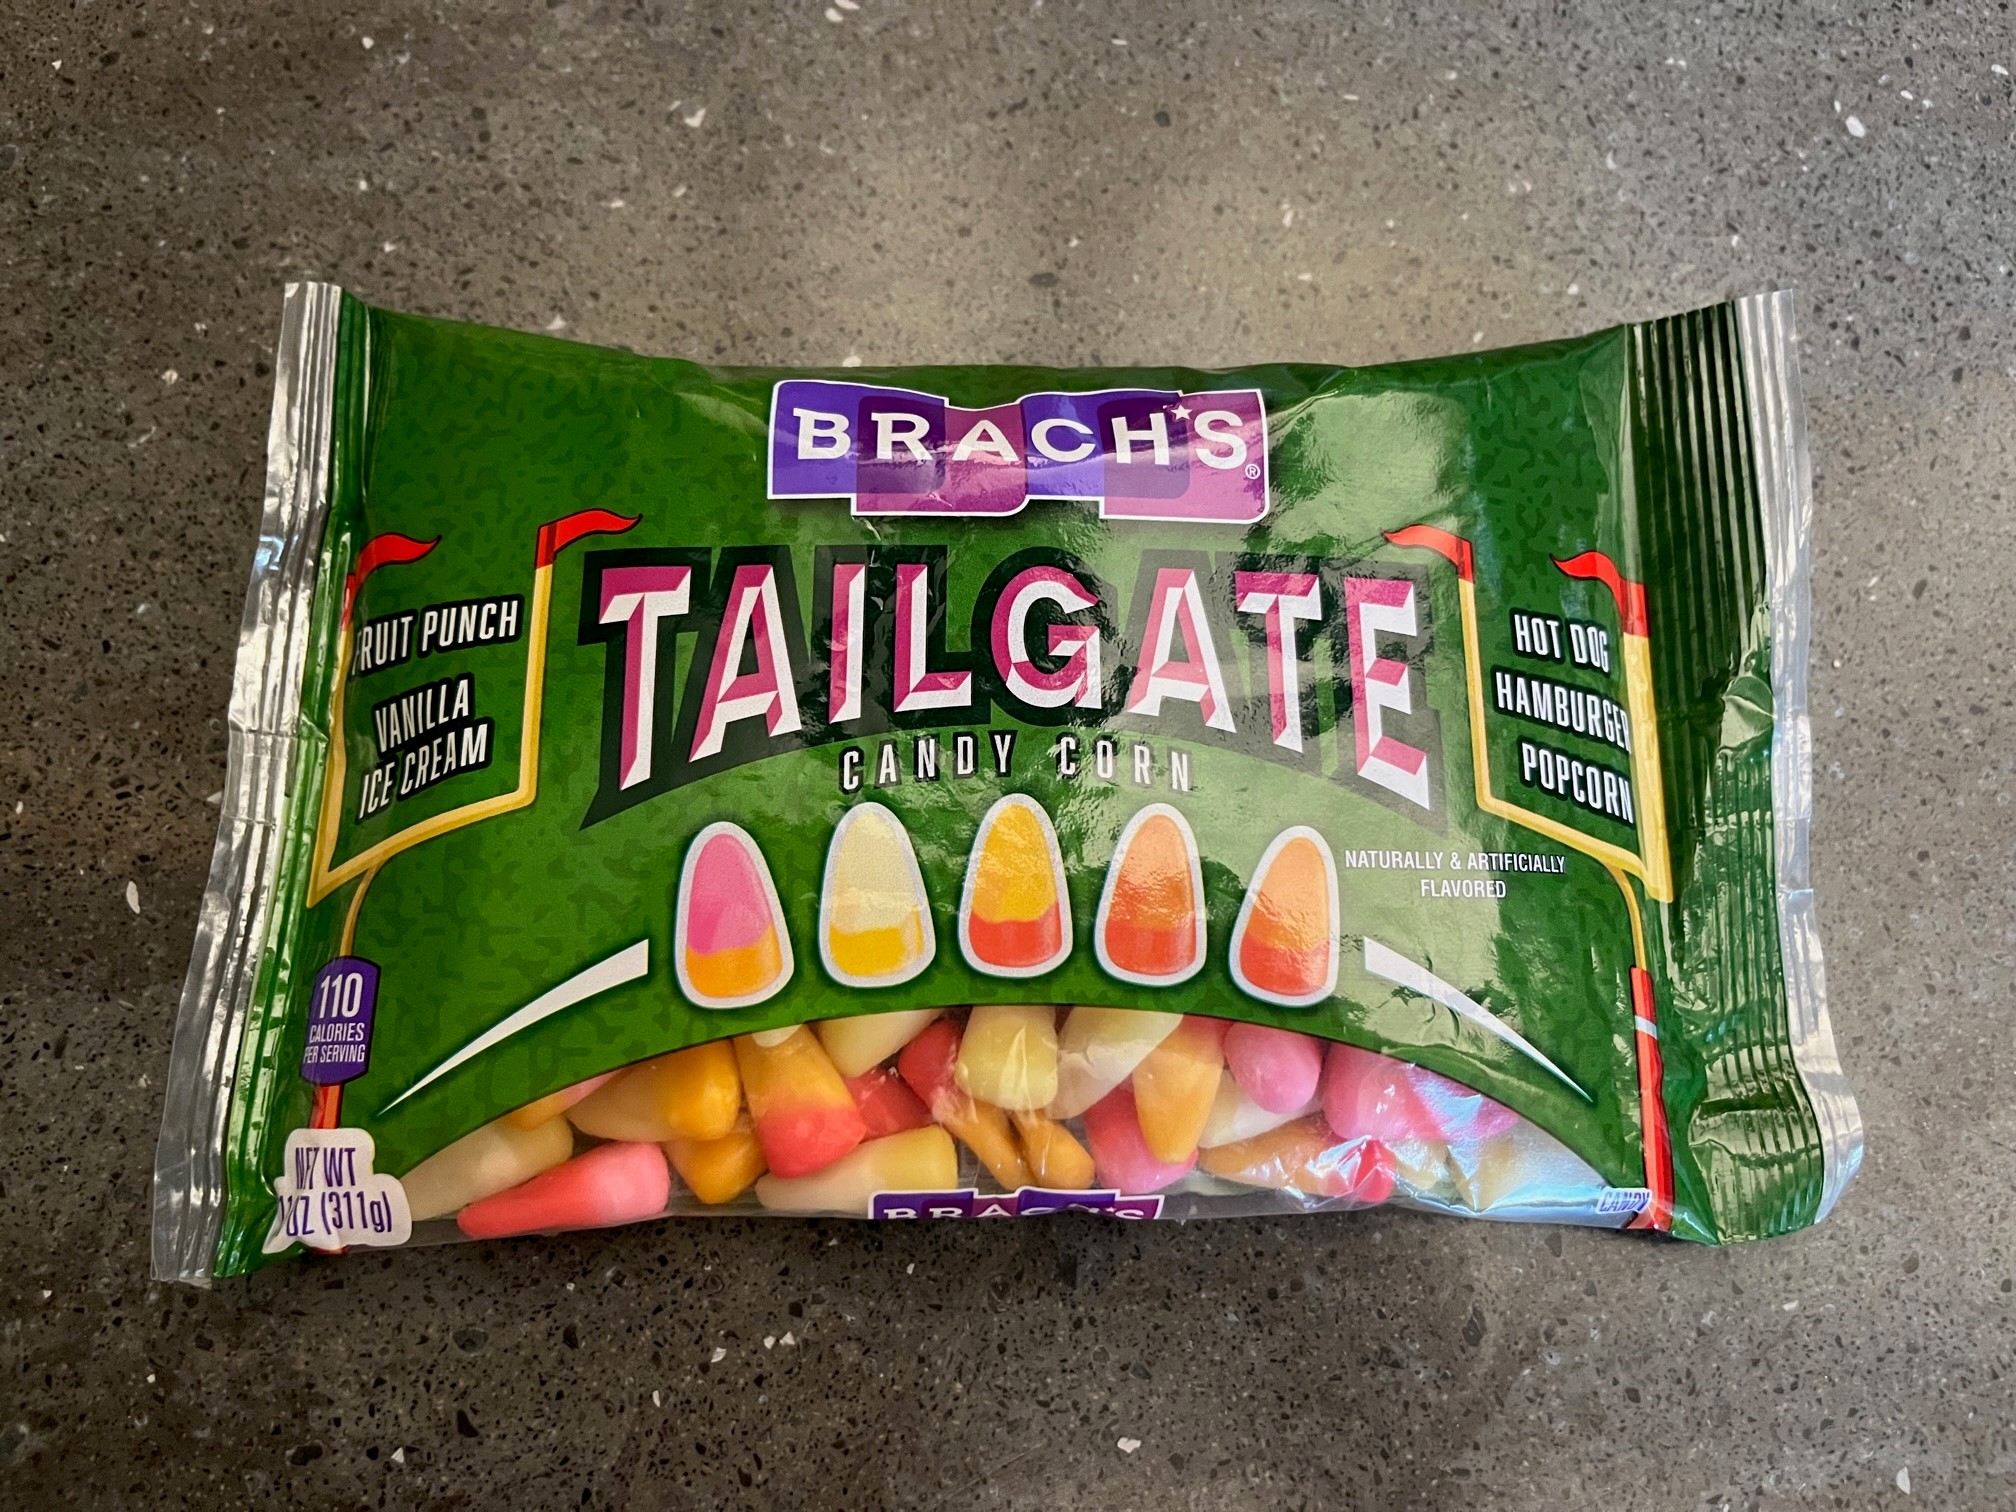 BRACH'S®
TAILGATE
CANDY CORN
FRUIT PUNCH
VANILLA
ICE CREAM
HOT DOG
HAMBURGER
POPCORN
NATURALLY & ARTIFICIALLY
FLAVORED
110
CALORIES
PER SERVING
NET WT
(311g)
BRACH'S
CANDY